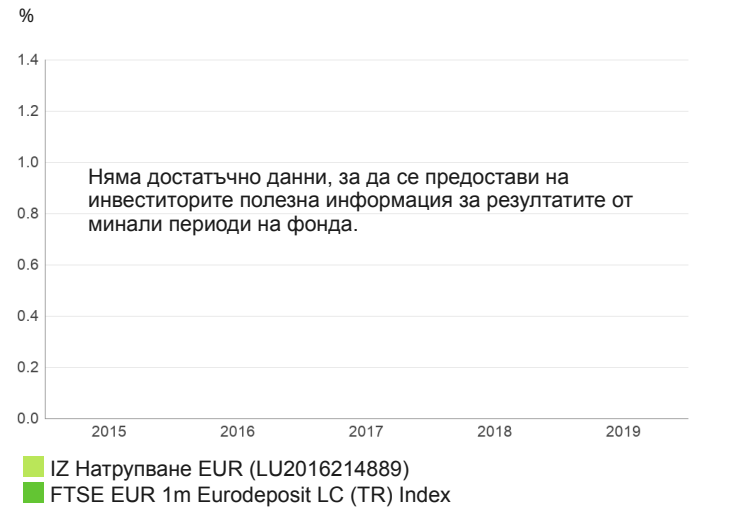 %
1.4
1.2
1.0
Няма достатъчно данни, за да се предостави на
инвеститорите полезна информация за резултатите от
минали периоди на фонда.
0.8
0.6
0.4
0.2
0.0
2015 2016 2017 2018 2019
IZ Натрупване EUR (LU2016214889)
FTSE EUR 1m Eurodeposit LC (TR) Index